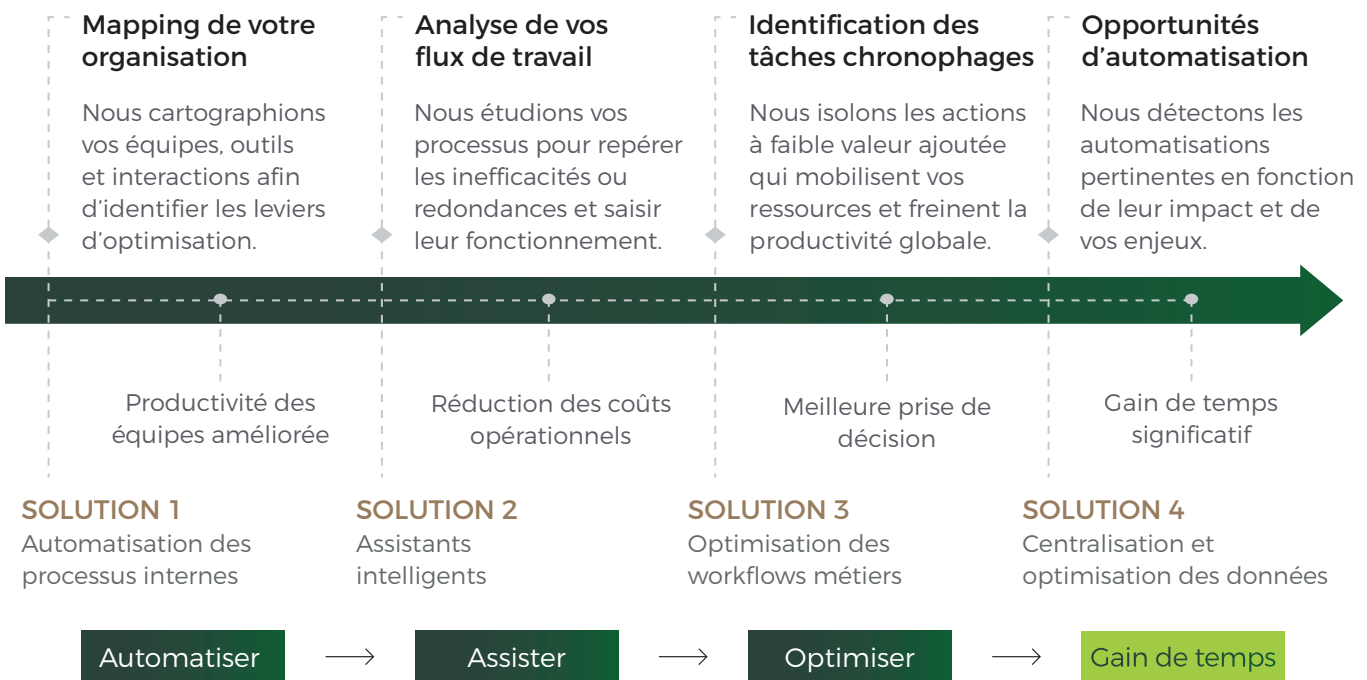 Mapping de votre
organisation
Nous cartographions
vos équipes, outils
et interactions afin
d’identifier les leviers
d’optimisation.
Analyse de vos
flux de travail
Nous étudions vos
processus pour repérer
les inefficacités ou
redondances et saisir
leur fonctionnement.
Identification des
tâches chronophages
Nous isolons les actions
à faible valeur ajoutée
qui mobilisent vos
ressources et freinent la
productivité globale.
Opportunités
d’automatisation
Nous détectons les
automatisations
pertinentes en fonction
de leur impact et de
vos enjeux.
Productivité des
équipes améliorée
Réduction des coûts
opérationnels
Meilleure prise de
décision
Gain de temps
significatif
SOLUTION 1
Automatisation des
processus internes
SOLUTION 2
Assistants
intelligents
SOLUTION 3
Optimisation des
workflows métiers
SOLUTION 4
Centralisation et
optimisation des données
Automatiser
Assister
Optimiser
Gain de temps